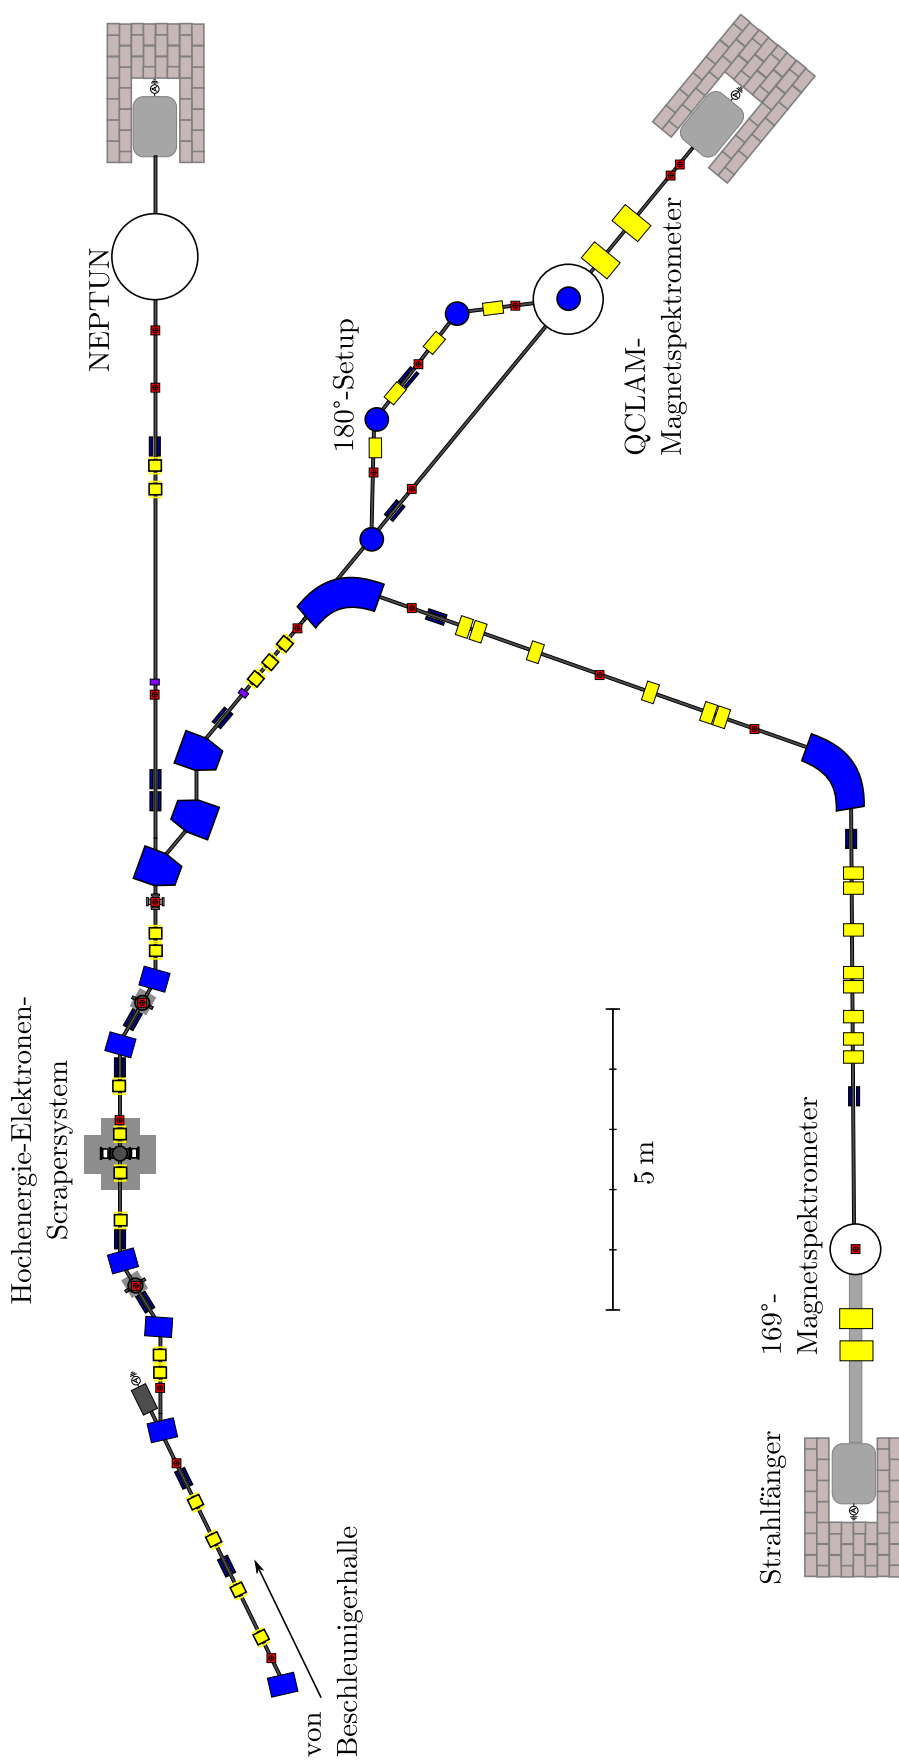 NEPTUN
180°-Setup
QCLAM-
Magnetspektrometer
Hochenergie-Elektronen-
Scrapersystem
5 m
169°-
Magnetspektrometer
Strahlfänger
von
Beschleunigerhalle